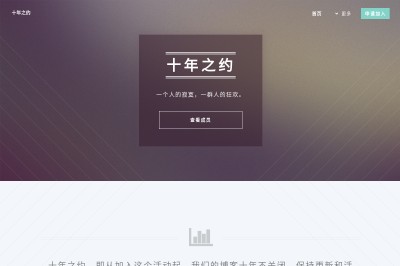 十年之约
首页
更多
申请加入
十年之约
一个人的寂寞，一群人的狂欢。
查看成员
十年之约，即从加入这个活动起，我们的博客十年不关闭，保持更新和活